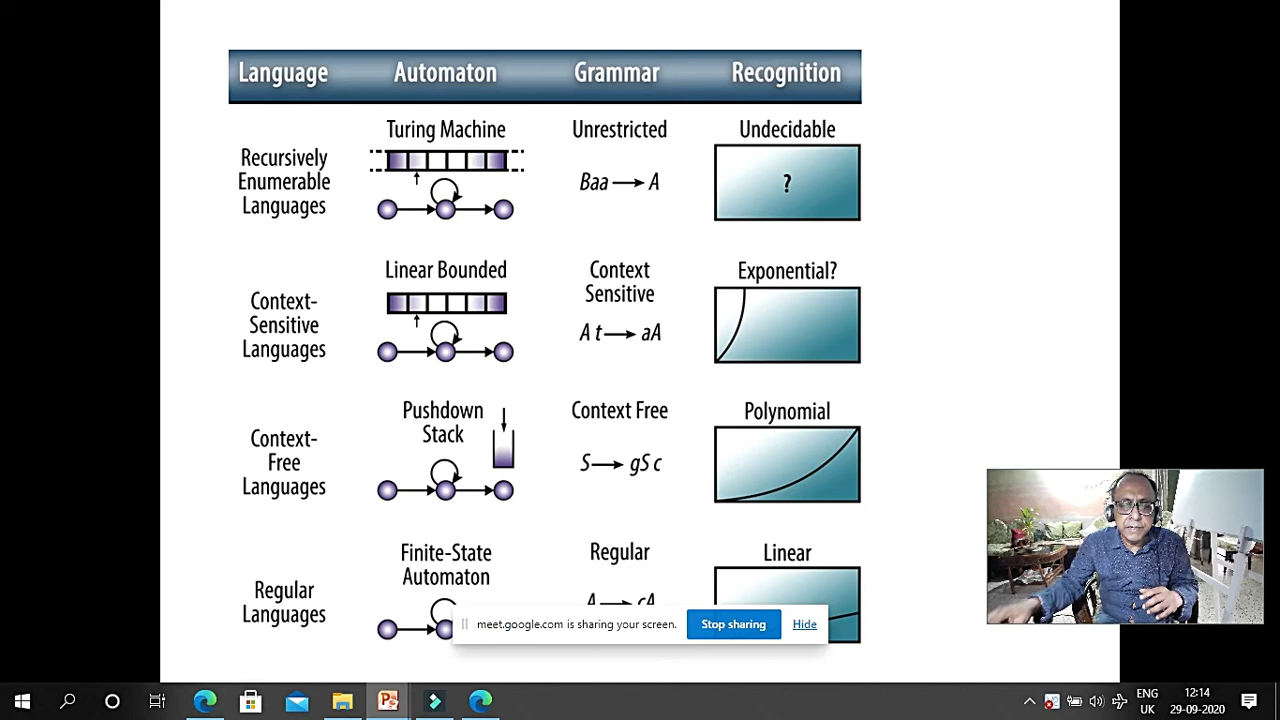 Language Automaton Grammar Recognition
Turing Machine Unrestricted Undecidable
Recursively
Enumerable
Languages
Baa → A
?
Linear Bounded Context
Sensitive
Exponential?
Context-
Sensitive
Languages
A t → aA
Pushdown
Stack
Context Free Polynomial
Context-
Free
Languages
S → gS c
Finite-State
Automaton
Regular Linear
Regular
Languages
A → cA
meet.google.com is sharing your screen. Stop sharing Hide
ENG
UK
12:14
29-09-2020